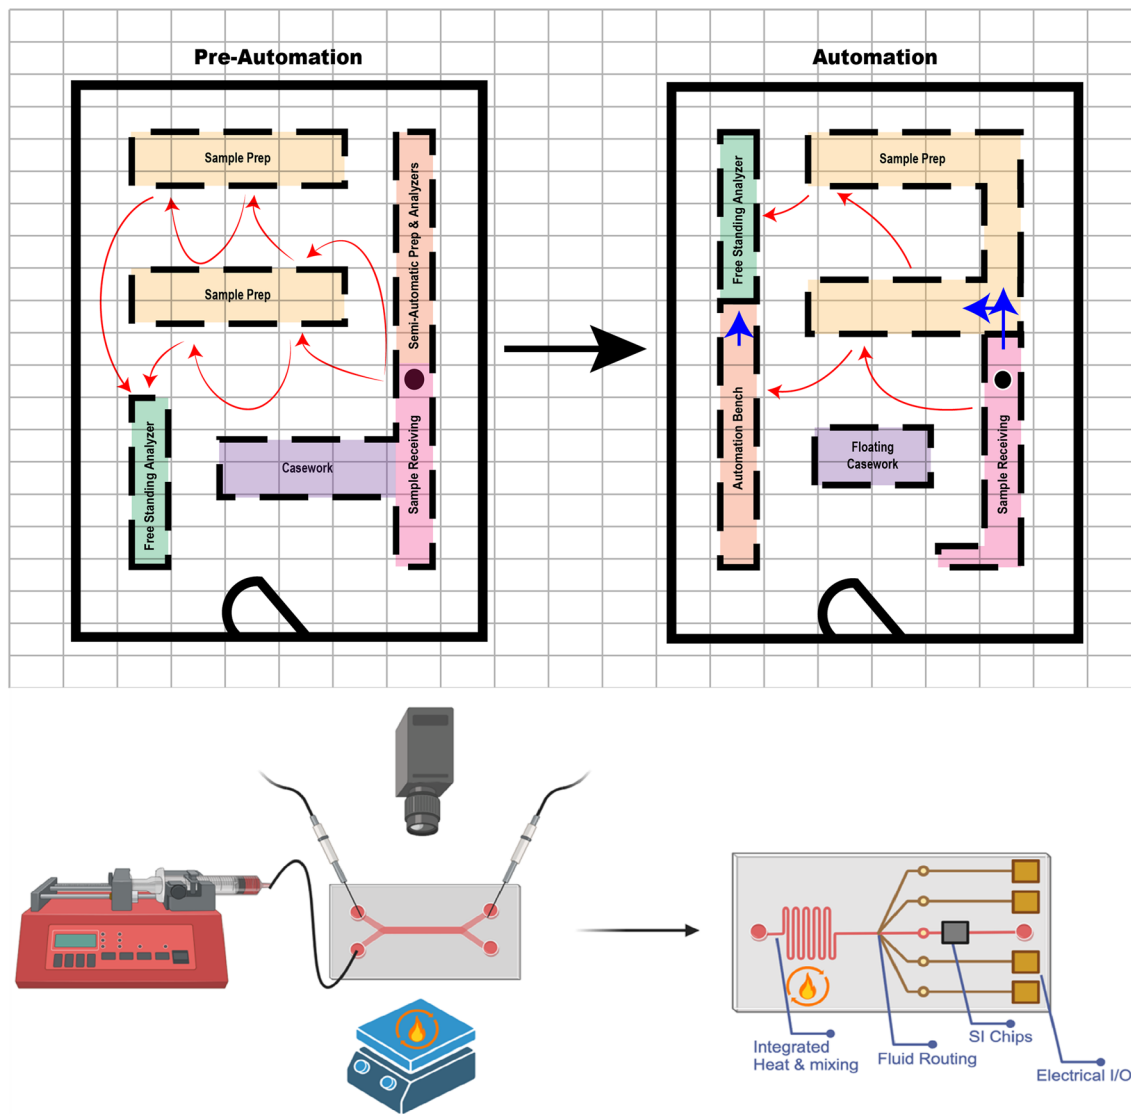 Pre-Automation
Automation
Sample Prep
Semi-Automatic Prep & Analyzers
Sample Prep
Free Standing Analyzer
Casework
Sample Receiving
Free Standing Analyzer
Sample Prep
Automation Bench
Floating
Casework
Sample Receiving
Integrated
Heat & mixing
Fluid Routing
SI Chips
Electrical I/O